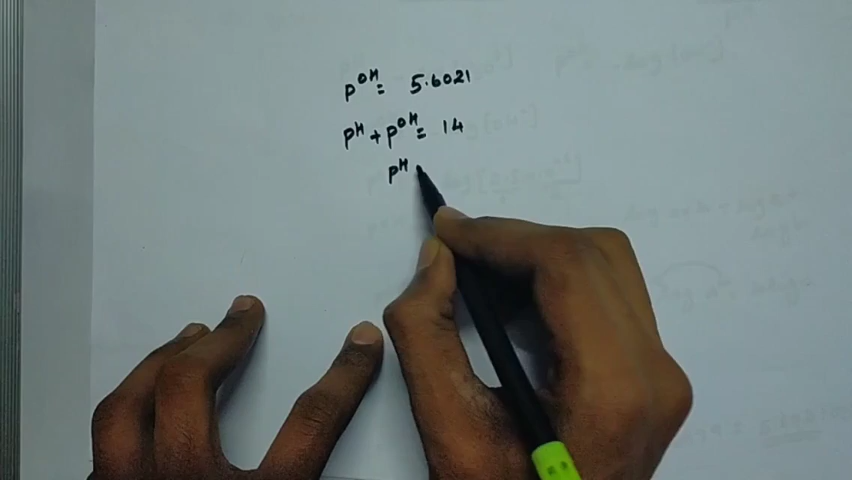 pOH = 5.6021
pH + pOH = 14
pH